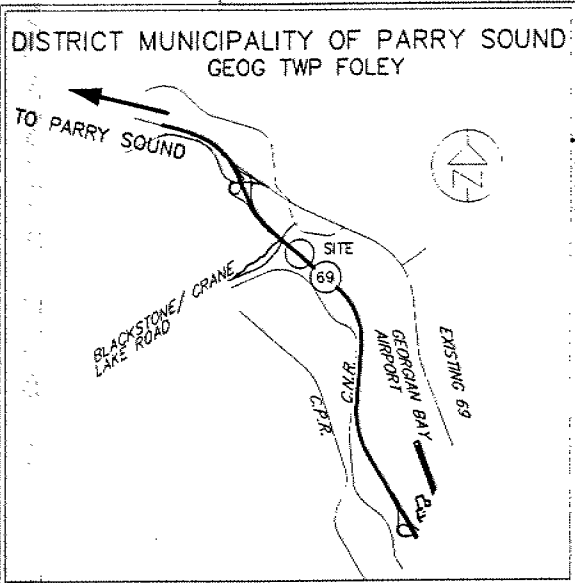 DISTRICT MUNICIPALITY OF PARRY SOUND
GEOG TWP FOLEY
TO PARRY SOUND
N
SITE
69
BLACKSTONE/ CRANE
LAKE ROAD
EXISTING 69
GEORGIAN BAY
AIRPORT
C.N.R.
C.P.R.